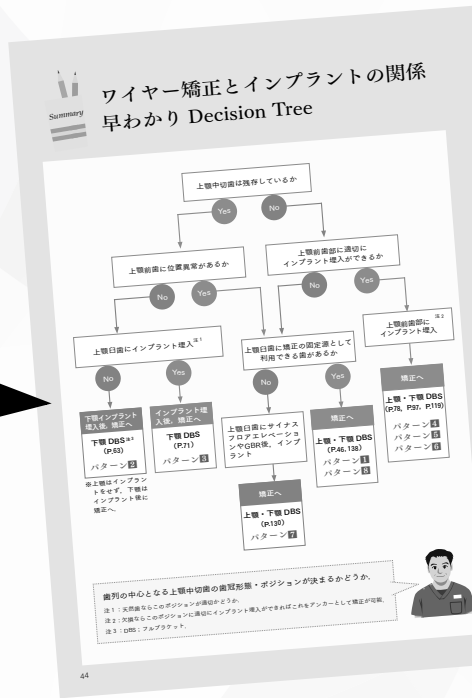 Summary
ワイヤー矯正とインプラントの関係
早わかり Decision Tree
上顎中切歯は残存しているか
Yes
No
上顎前歯に位置異常があるか
上顎前歯部に適切に
インプラント埋入ができるか
No
Yes
No
Yes
上顎臼歯にインプラント埋入注1
上顎臼歯に矯正の固定源として
利用できる歯があるか
上顎前歯部に
インプラント埋入注2
No
Yes
No
Yes
下顎インプラント
埋入後，矯正へ
下顎 DBS注3
(P.63)
パターン2
※上顎はインプラン
トをせず，下顎は
インプラント後に
矯正へ．
インプラント埋
入後，矯正へ
下顎 DBS
(P.71)
パターン3
上顎臼歯にサイナス
フロアエレベーショ
ンやGBR後，インプ
ラント
矯正へ
上顎・下顎 DBS
(P.130)
パターン7
矯正へ
上顎・下顎 DBS
(P.46,138)
パターン1
パターン8
矯正へ
上顎・下顎 DBS
(P.78, P.97, P.119)
パターン4
パターン5
パターン6
歯列の中心となる上顎中切歯の歯冠形態・ポジションが決まるかどうか．
注1：天然歯ならこのポジションが適切かどうか．
注2：欠損ならこのポジションに適切にインプラント埋入ができればこれをアンカーとして矯正が可能．
注3：DBS；フルブラケット．
44